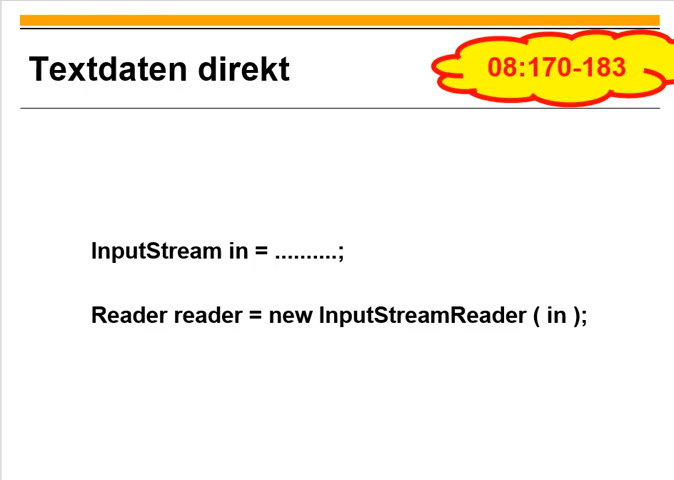 Textdaten direkt
08:170-183
InputStream in = ..........;
Reader reader = new InputStreamReader ( in );